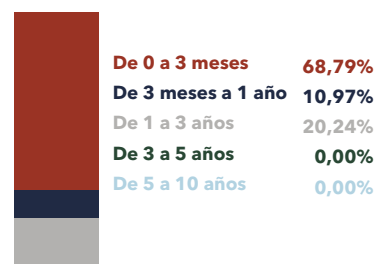 De 0 a 3 meses 68,79%
De 3 meses a 1 año 10,97%
De 1 a 3 años 20,24%
De 3 a 5 años 0,00%
De 5 a 10 años 0,00%